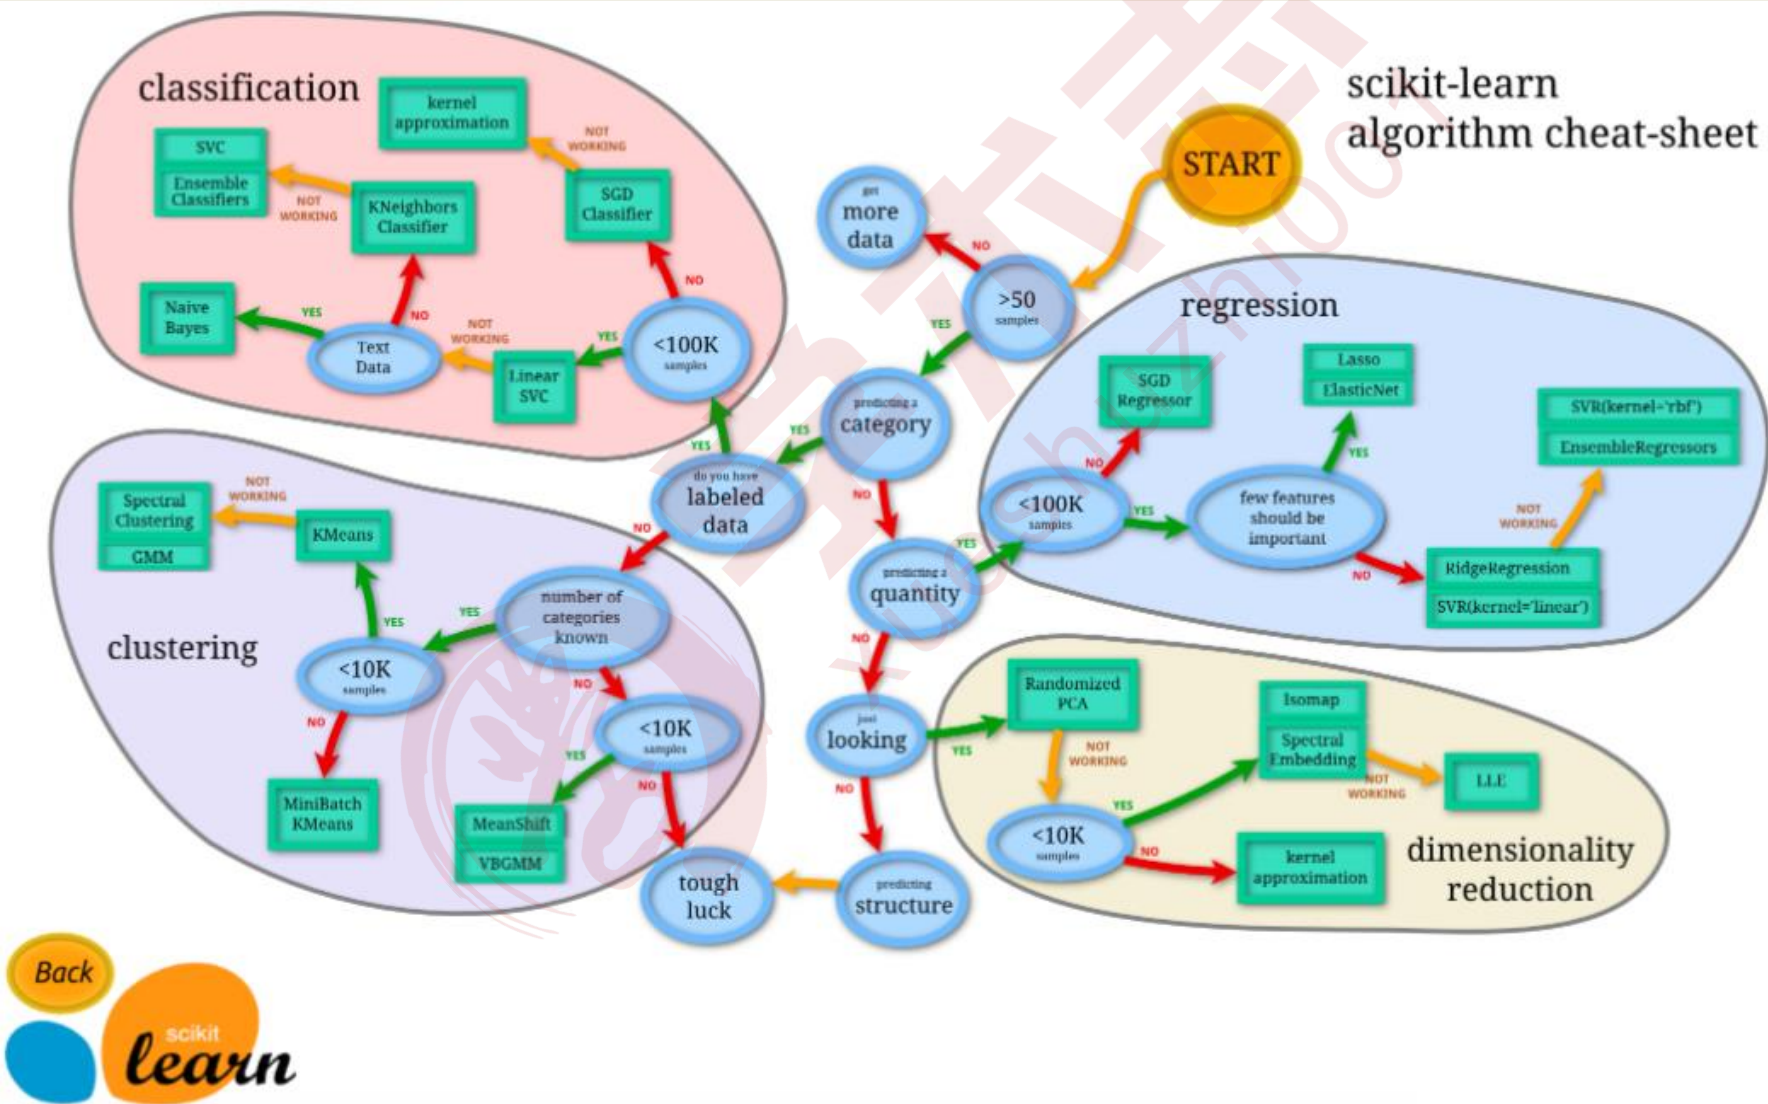 scikit-learn
algorithm cheat-sheet
START
classification
kernel
approximation
NOT
WORKING
SVC
Ensemble
Classifiers
NOT
WORKING
KNeighbors
Classifier
SGD
Classifier
NO
Naive
Bayes
YES
Text
Data
NO
NOT
WORKING
Linear
SVC
YES
<100K
samples
get
more
data
NO
>50
samples
YES
predicting a
category
YES
YES
do you have
labeled
data
NO
NO
predicting a
quantity
YES
NO
just
looking
YES
NO
predicting
structure
tough
luck
regression
SGD
Regressor
NO
<100K
samples
YES
few features
should be
important
YES
Lasso
ElasticNet
NO
RidgeRegression
SVR(kernel='linear')
NOT
WORKING
SVR(kernel='rbf')
EnsembleRegressors
clustering
Spectral
Clustering
GMM
NOT
WORKING
KMeans
YES
<10K
samples
NO
MiniBatch
KMeans
YES
number of
categories
known
NO
<10K
samples
YES
NO
MeanShift
VBGMM
Randomized
PCA
NOT
WORKING
<10K
samples
YES
NO
Isomap
Spectral
Embedding
NOT
WORKING
LLE
kernel
approximation
dimensionality
reduction
Back
scikit
learn